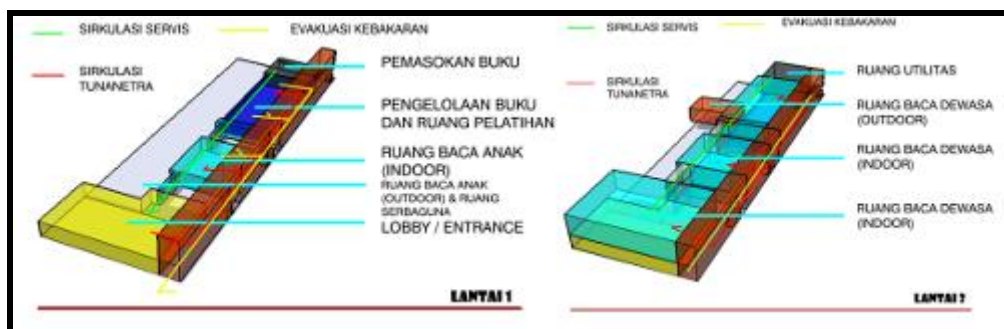 SIRKULASI SERVIS
EVAKUASI KEBAKARAN
SIRKULASI
TUNANETRA
PEMASOKAN BUKU
PENGELOLAAN BUKU
DAN RUANG PELATIHAN
RUANG BACA ANAK
(INDOOR)
RUANG BACA ANAK
(OUTDOOR) & RUANG
SERBAGUNA
LOBBY / ENTRANCE
LANTAI 1
SIRKULASI SERVIS
EVAKUASI KEBAKARAN
SIRKULASI
TUNANETRA
RUANG UTILITAS
RUANG BACA DEWASA
(OUTDOOR)
RUANG BACA DEWASA
(INDOOR)
RUANG BACA DEWASA
(INDOOR)
LANTAI 2